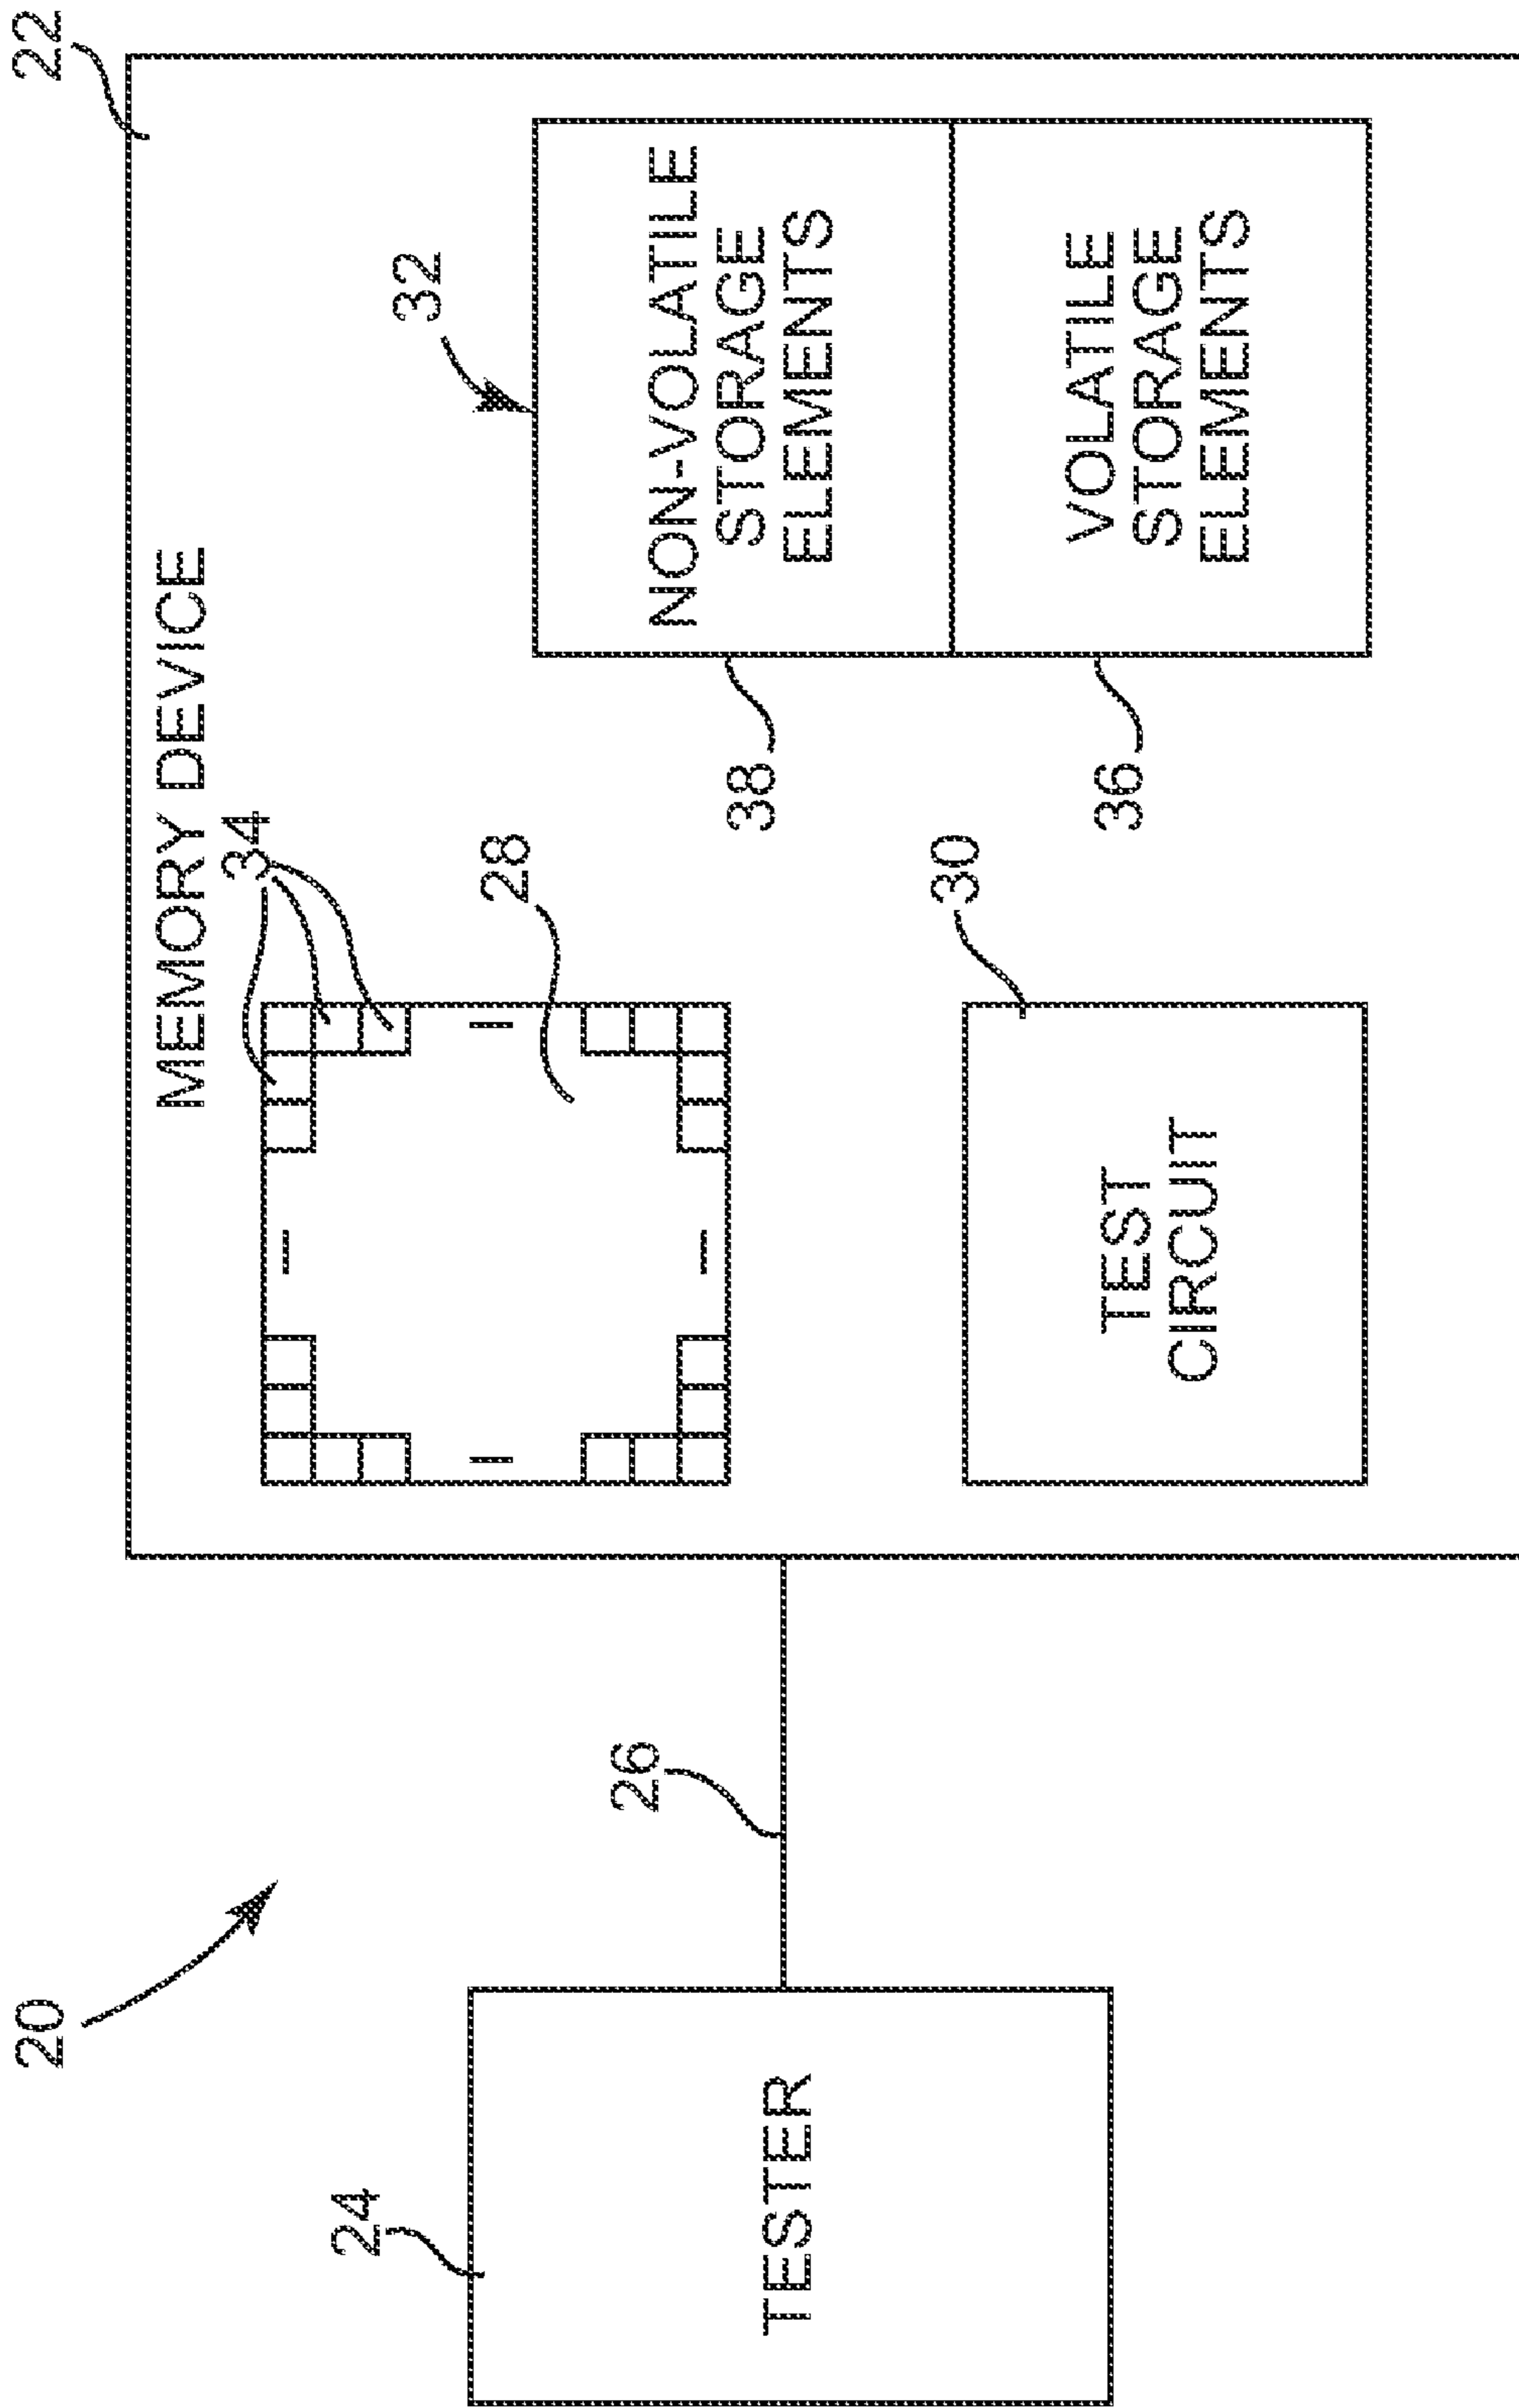 20
22
MEMORY DEVICE
34
32
24
28
26
NON-VOLATILE
STORAGE
ELEMENTS
38
TESTER
30
TEST
CIRCUIT
36
VOLATILE
STORAGE
ELEMENTS